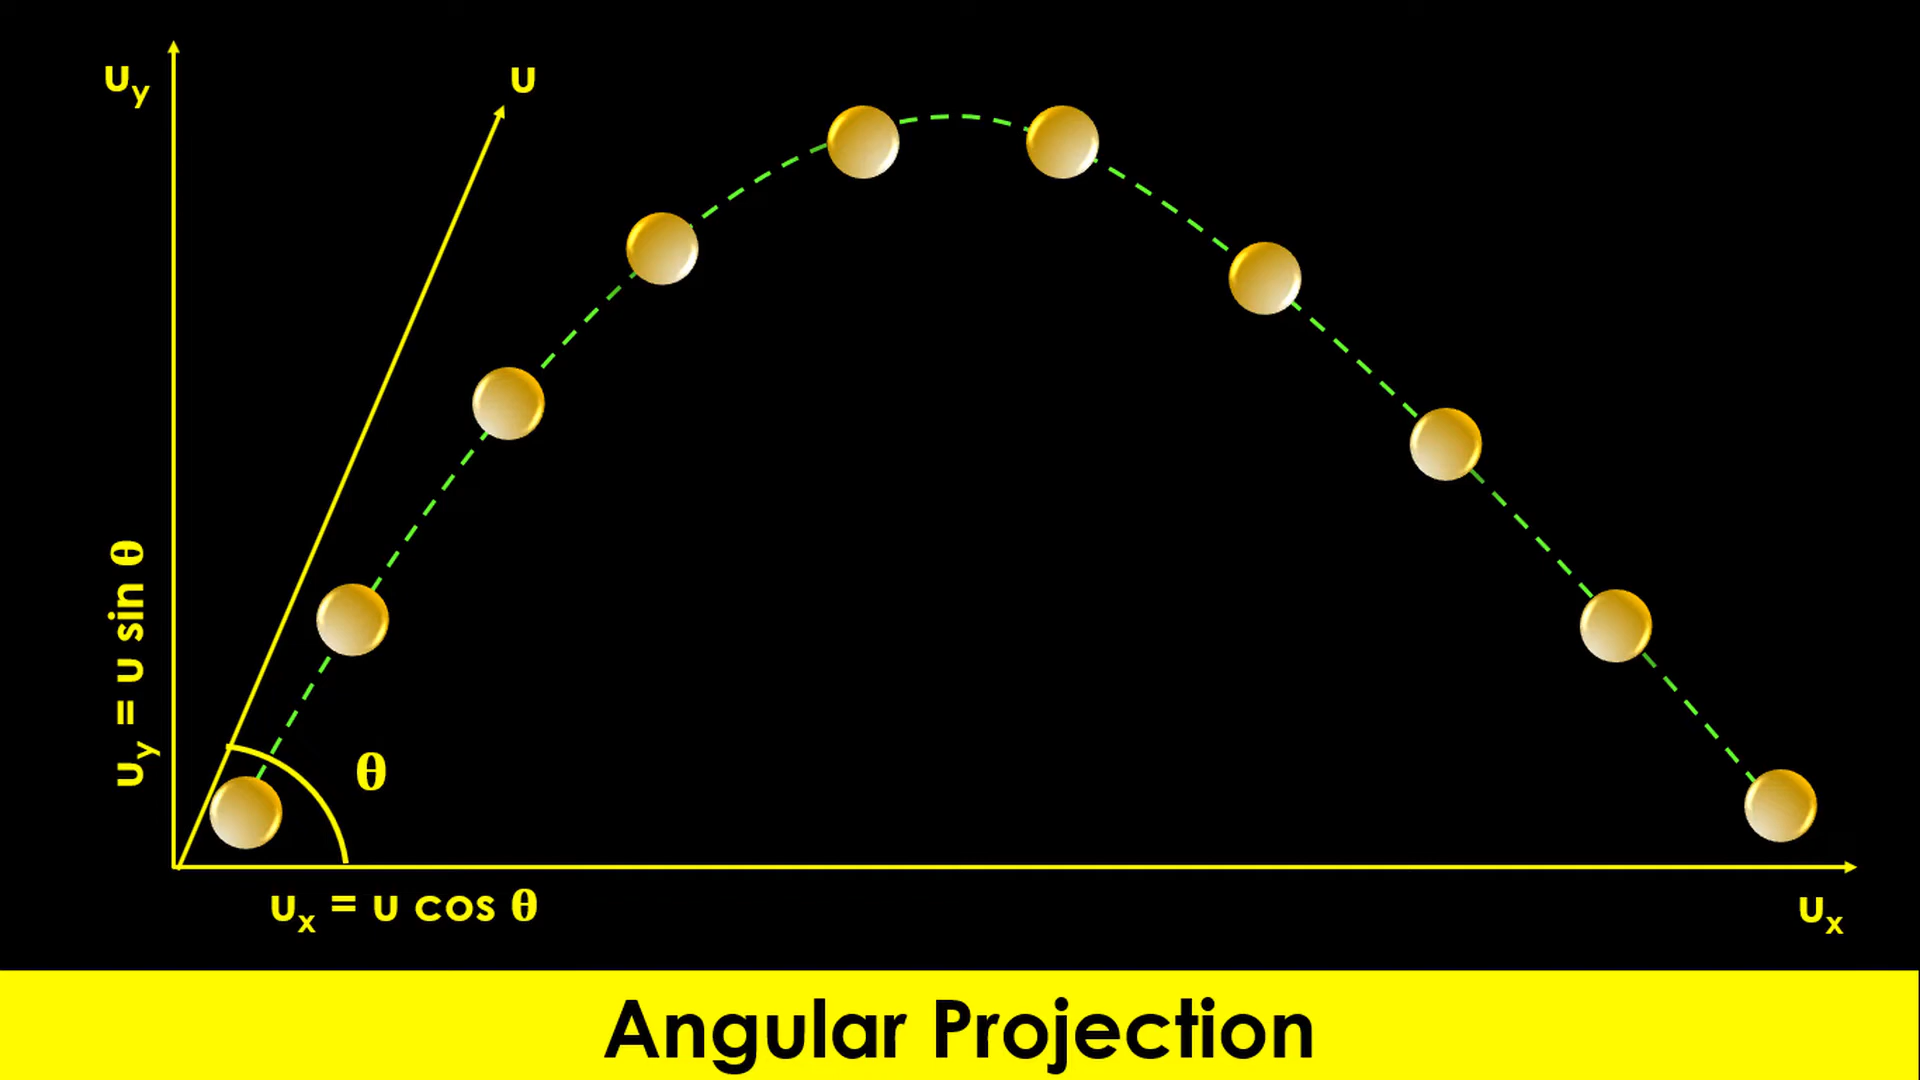 uy
u
uy = u sin θ
θ
ux = u cos θ
ux
Angular Projection